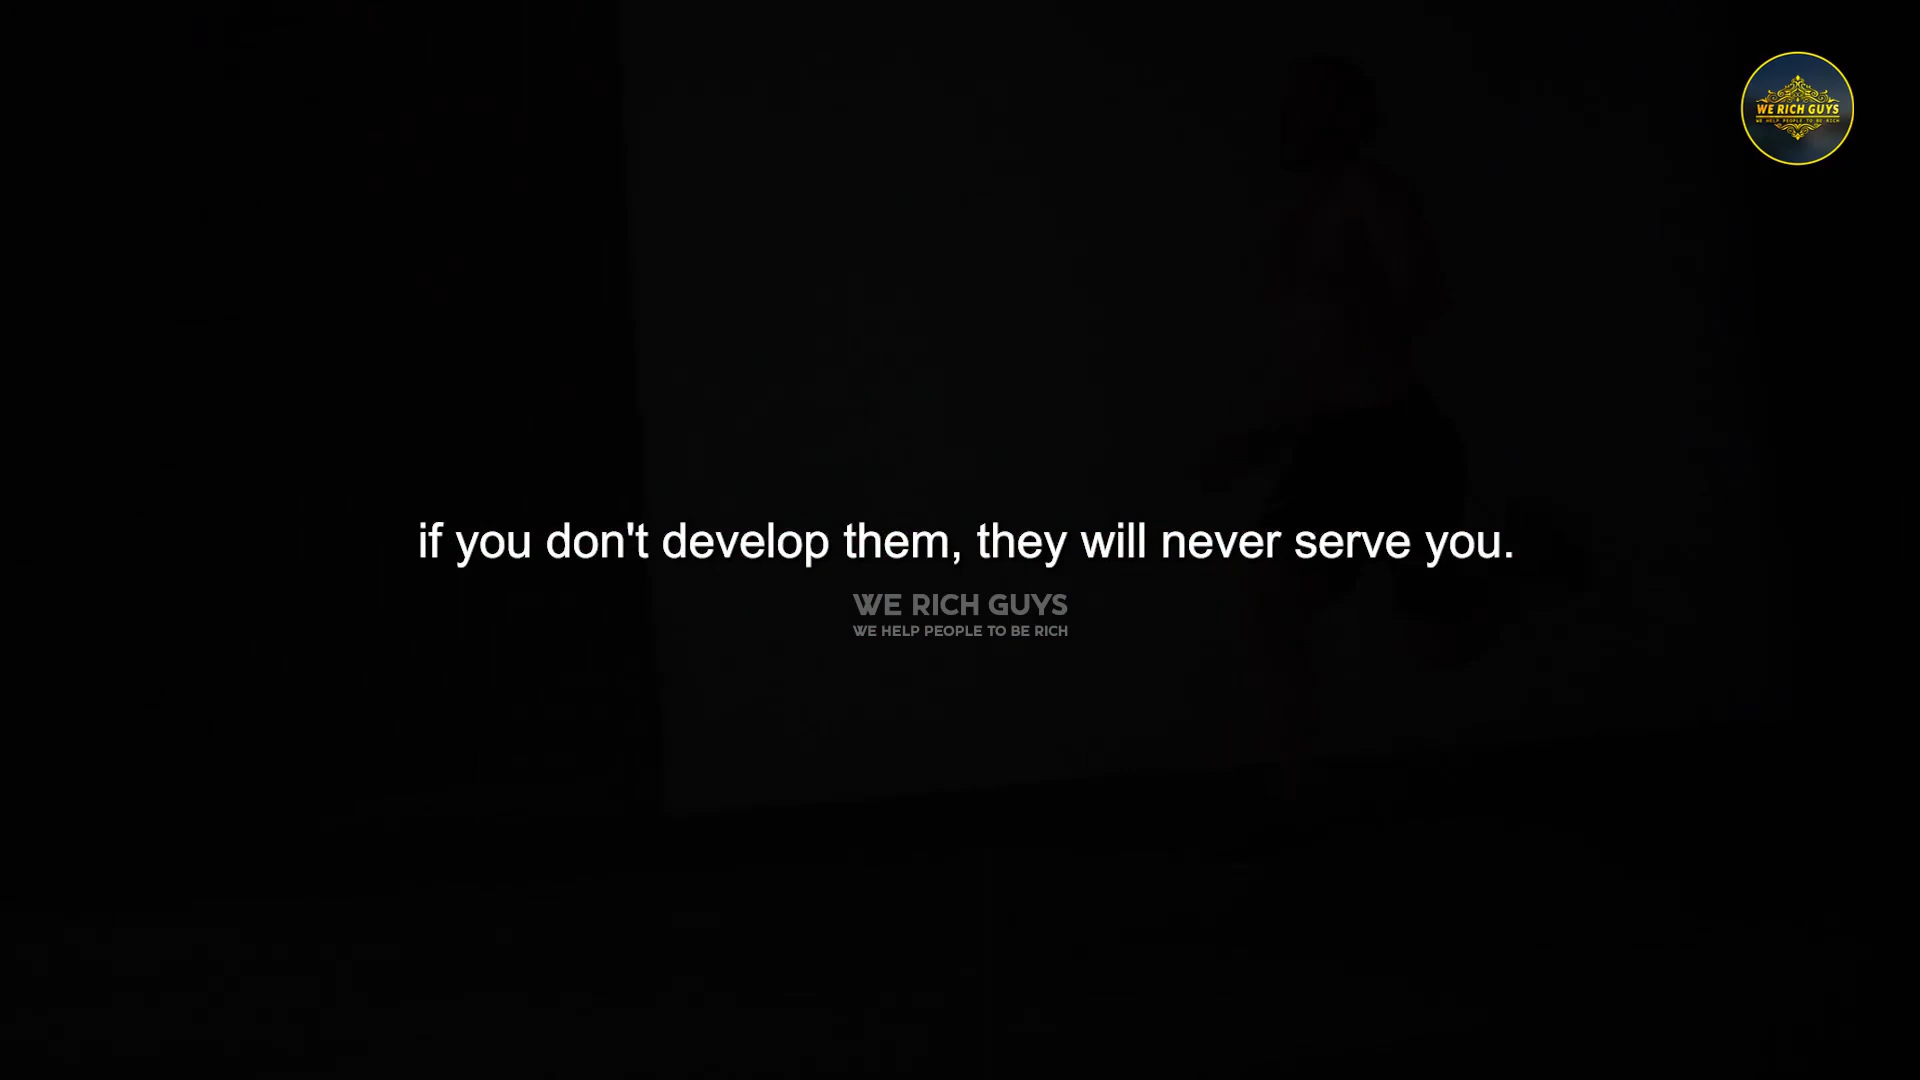 WE RICH GUYS
WE HELP PEOPLE TO BE RICH
if you don't develop them, they will never serve you.
WE RICH GUYS
WE HELP PEOPLE TO BE RICH